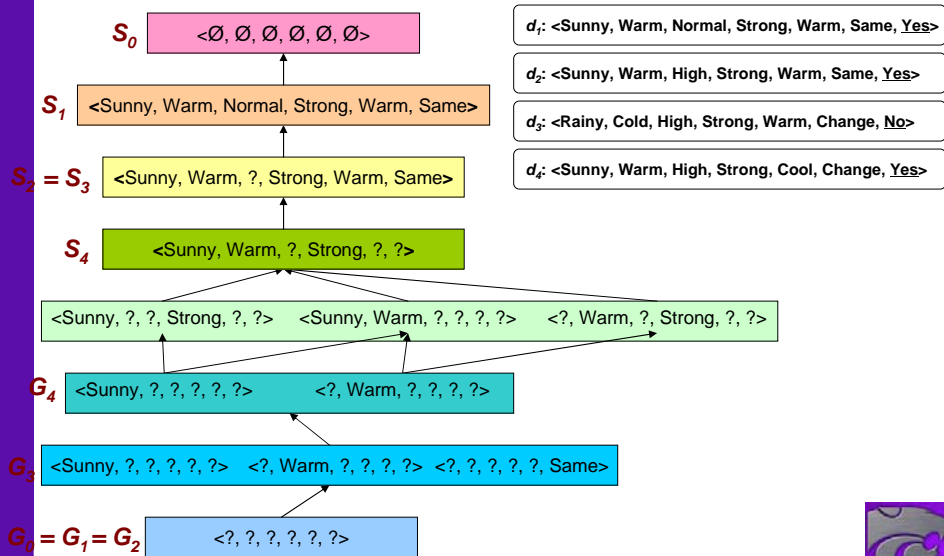 S0 <Ø, Ø, Ø, Ø, Ø, Ø>
S1 <Sunny, Warm, Normal, Strong, Warm, Same>
S2 = S3 <Sunny, Warm, ?, Strong, Warm, Same>
S4 <Sunny, Warm, ?, Strong, ?, ?>
<Sunny, ?, ?, Strong, ?, ?> <Sunny, Warm, ?, ?, ?, ?> <?, Warm, ?, Strong, ?, ?>
G4 <Sunny, ?, ?, ?, ?, ?> <?, Warm, ?, ?, ?, ?>
G3 <Sunny, ?, ?, ?, ?, ?> <?, Warm, ?, ?, ?, ?> <?, ?, ?, ?, ?, Same>
G0 = G1 = G2 <?, ?, ?, ?, ?, ?>
d1: <Sunny, Warm, Normal, Strong, Warm, Same, Yes>
d2: <Sunny, Warm, High, Strong, Warm, Same, Yes>
d3: <Rainy, Cold, High, Strong, Warm, Change, No>
d4: <Sunny, Warm, High, Strong, Cool, Change, Yes>